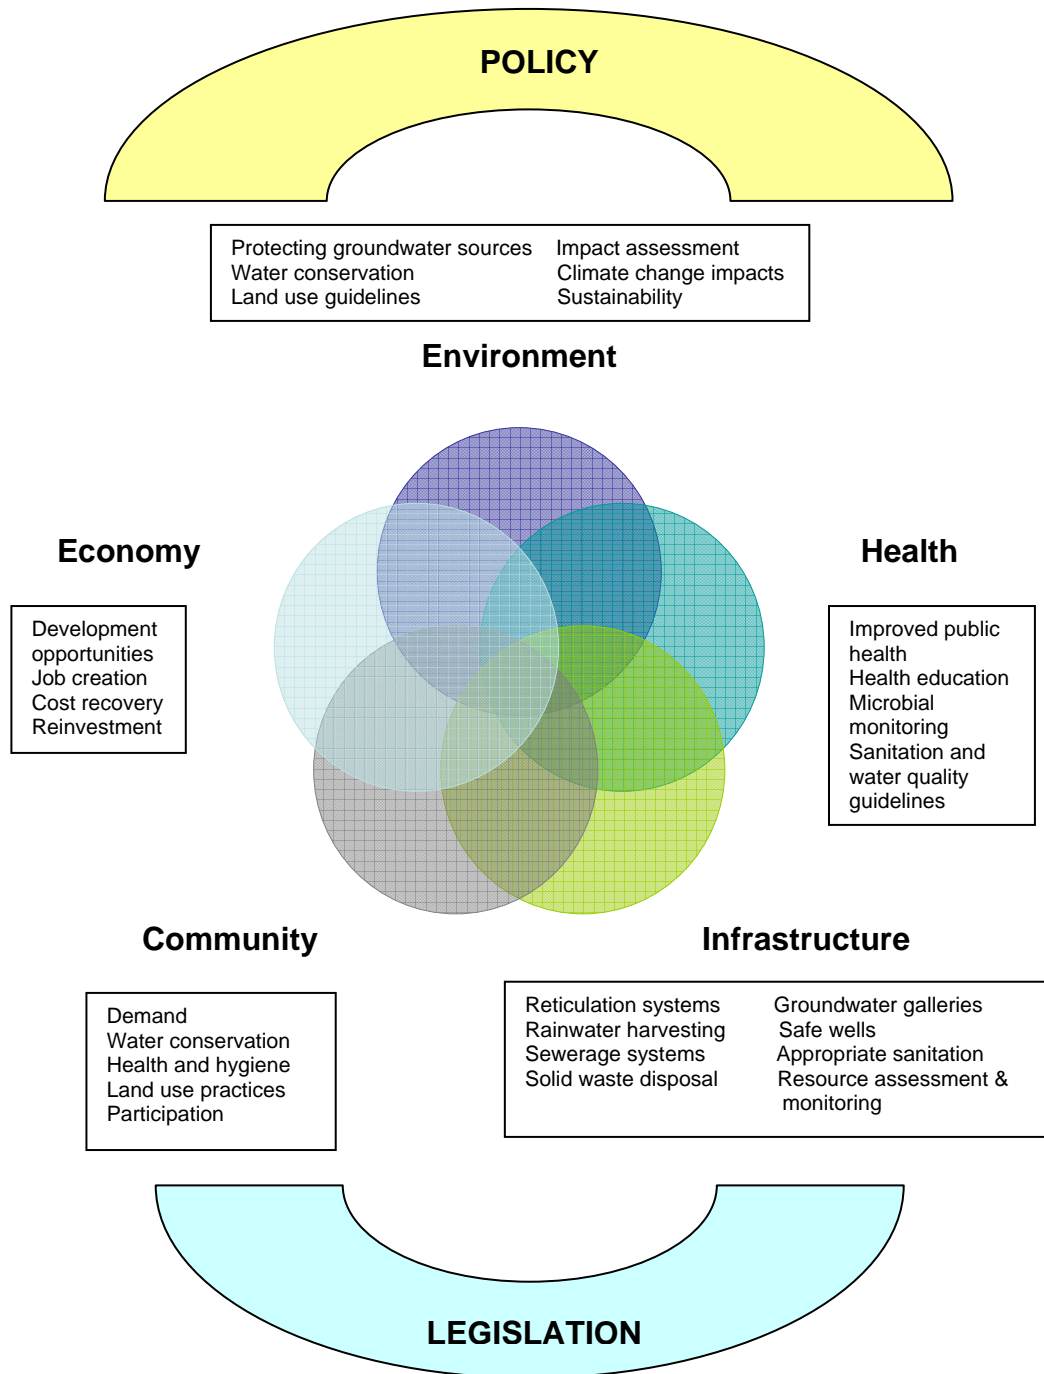 POLICY
Protecting groundwater sources Impact assessment
Water conservation Climate change impacts
Land use guidelines Sustainability
Environment
Economy
Health
Development
opportunities
Job creation
Cost recovery
Reinvestment
Improved public
health
Health education
Microbial
monitoring
Sanitation and
water quality
guidelines
Community
Infrastructure
Demand
Water conservation
Health and hygiene
Land use practices
Participation
Reticulation systems Groundwater galleries
Rainwater harvesting Safe wells
Sewerage systems Appropriate sanitation
Solid waste disposal Resource assessment &
monitoring
LEGISLATION